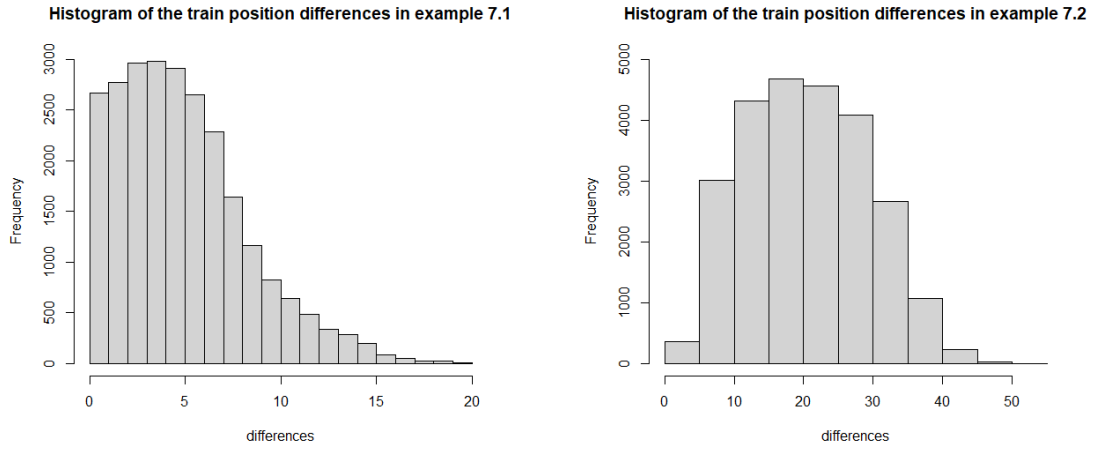 Histogram of the train position differences in example 7.1
Frequency
3000
2500
2000
1500
1000
500
0
0 5 10 15 20
differences
Histogram of the train position differences in example 7.2
Frequency
5000
4000
3000
2000
1000
0
0 10 20 30 40 50
differences